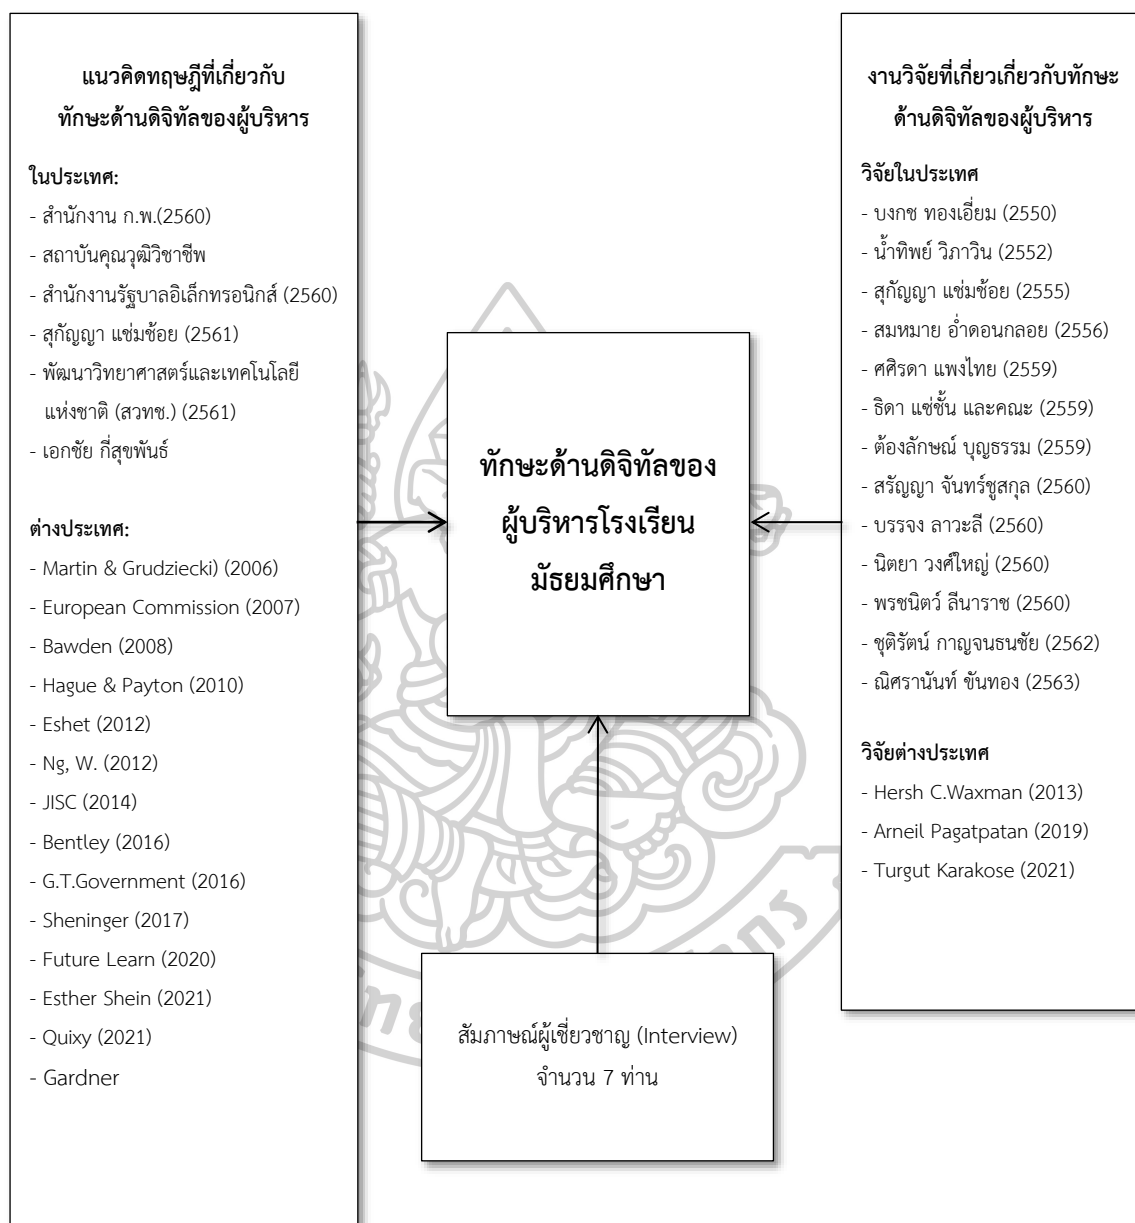 แนวคิดทฤษฎีที่เกี่ยวกับ
ทักษะด้านดิจิทัลของผู้บริหาร
ในประเทศ:
- สำนักงาน ก.พ.(2560)
- สถาบันคุณวุฒิวิชาชีพ
- สำนักงานรัฐบาลอิเล็กทรอนิกส์ (2560)
- สุกัญญา แช่มช้อย (2561)
- พัฒนาวิทยาศาสตร์และเทคโนโลยี
แห่งชาติ (สวทช.) (2561)
- เอกชัย กี่สุขพันธ์
ต่างประเทศ:
- Martin & Grudziecki) (2006)
- European Commission (2007)
- Bawden (2008)
- Hague & Payton (2010)
- Eshet (2012)
- Ng, W. (2012)
- JISC (2014)
- Bentley (2016)
- G.T.Government (2016)
- Sheninger (2017)
- Future Learn (2020)
- Esther Shein (2021)
- Quixy (2021)
- Gardner
ทักษะด้านดิจิทัลของ
ผู้บริหารโรงเรียน
มัธยมศึกษา
สัมภาษณ์ผู้เชี่ยวชาญ (Interview)
จำนวน 7 ท่าน
งานวิจัยที่เกี่ยวเกี่ยวกับทักษะ
ด้านดิจิทัลของผู้บริหาร
วิจัยในประเทศ
- บงกช ทองเอี่ยม (2550)
- น้ำทิพย์ วิภาวิน (2552)
- สุกัญญา แช่มช้อย (2555)
- สมหมาย อ่ำดอนกลอย (2556)
- ศศิรดา แพงไทย (2559)
- ธิดา แซ่ชั้น และคณะ (2559)
- ต้องลักษณ์ บุญธรรม (2559)
- สรัญญา จันทร์ชูสกุล (2560)
- บรรจง ลาวะลี (2560)
- นิตยา วงศ์ใหญ่ (2560)
- พรชนิตว์ ลีนาราช (2560)
- ชุติรัตน์ กาญจนธนชัย (2562)
- ณิศรานันท์ ขันทอง (2563)
วิจัยต่างประเทศ
- Hersh C.Waxman (2013)
- Arneil Pagatpatan (2019)
- Turgut Karakose (2021)